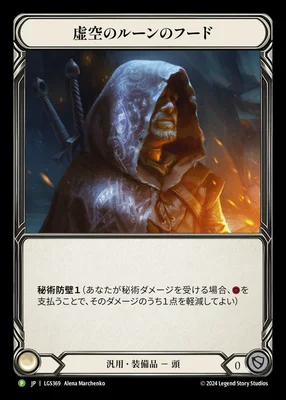 虚空のルーンのフード
秘術防壁1（あなたが秘術ダメージを受ける場合、
を支払うことで、そのダメージのうち1点を軽減してよい）
汎用・装備品 － 頭
0
P JP | LGS369 Alena Marchenko
© 2024 Legend Story Studios